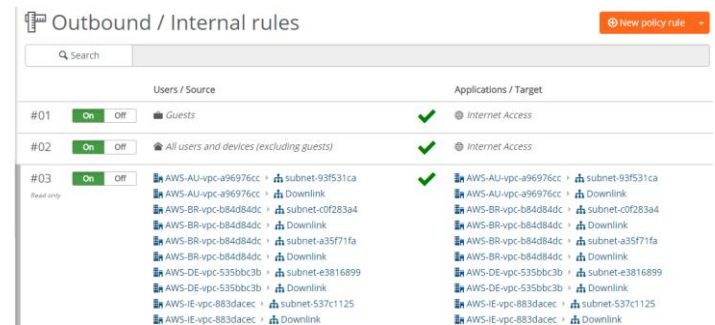 Outbound / Internal rules
New policy rule
Search
Users / Source Applications / Target
#01 On Off Guests Internet Access
#02 On Off All users and devices (excluding guests) Internet Access
#03 On Off AWS-AU-vpc-a96976cc › subnet-93f531ca AWS-AU-vpc-a96976cc › subnet-93f531ca
Read only AWS-AU-vpc-a96976cc › Downlink AWS-AU-vpc-a96976cc › Downlink
AWS-BR-vpc-b84d84dc › subnet-c0f283a4 AWS-BR-vpc-b84d84dc › subnet-c0f283a4
AWS-BR-vpc-b84d84dc › Downlink AWS-BR-vpc-b84d84dc › Downlink
AWS-BR-vpc-b84d84dc › subnet-a35f71fa AWS-BR-vpc-b84d84dc › subnet-a35f71fa
AWS-BR-vpc-b84d84dc › Downlink AWS-BR-vpc-b84d84dc › Downlink
AWS-DE-vpc-535bbc3b › subnet-e3816899 AWS-DE-vpc-535bbc3b › subnet-e3816899
AWS-DE-vpc-535bbc3b › Downlink AWS-DE-vpc-535bbc3b › Downlink
AWS-IE-vpc-883dacec › subnet-537c1125 AWS-IE-vpc-883dacec › subnet-537c1125
AWS-IE-vpc-883dacec › Downlink AWS-IE-vpc-883dacec › Downlink